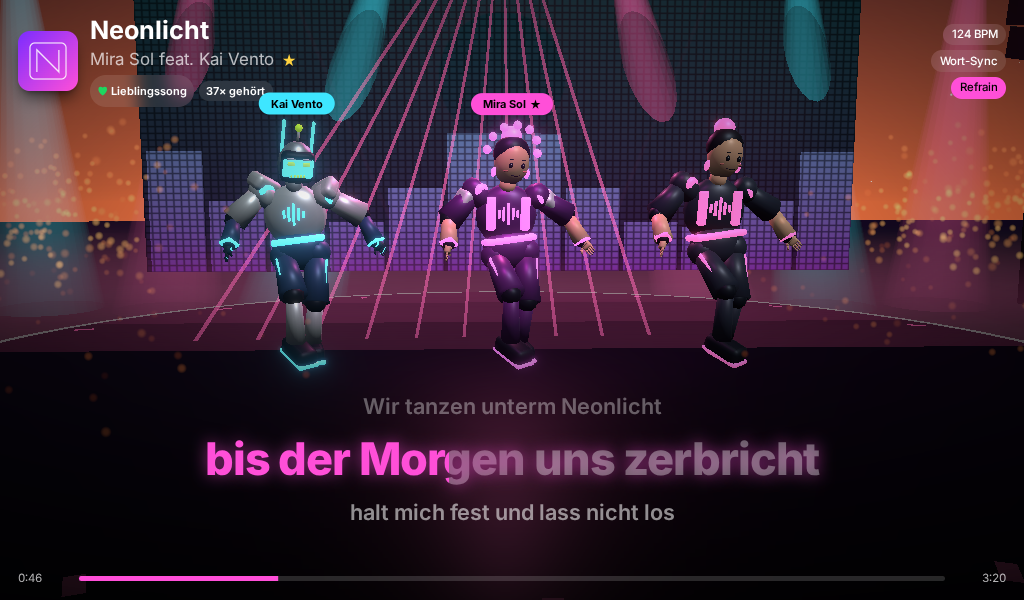 Neonlicht
Mira Sol feat. Kai Vento ★
Lieblingssong
37× gehört
124 BPM
Wort-Sync
Refrain
Kai Vento
Mira Sol ★
Wir tanzen unterm Neonlicht
bis der Morgen uns zerbricht
halt mich fest und lass nicht los
0:46
3:20